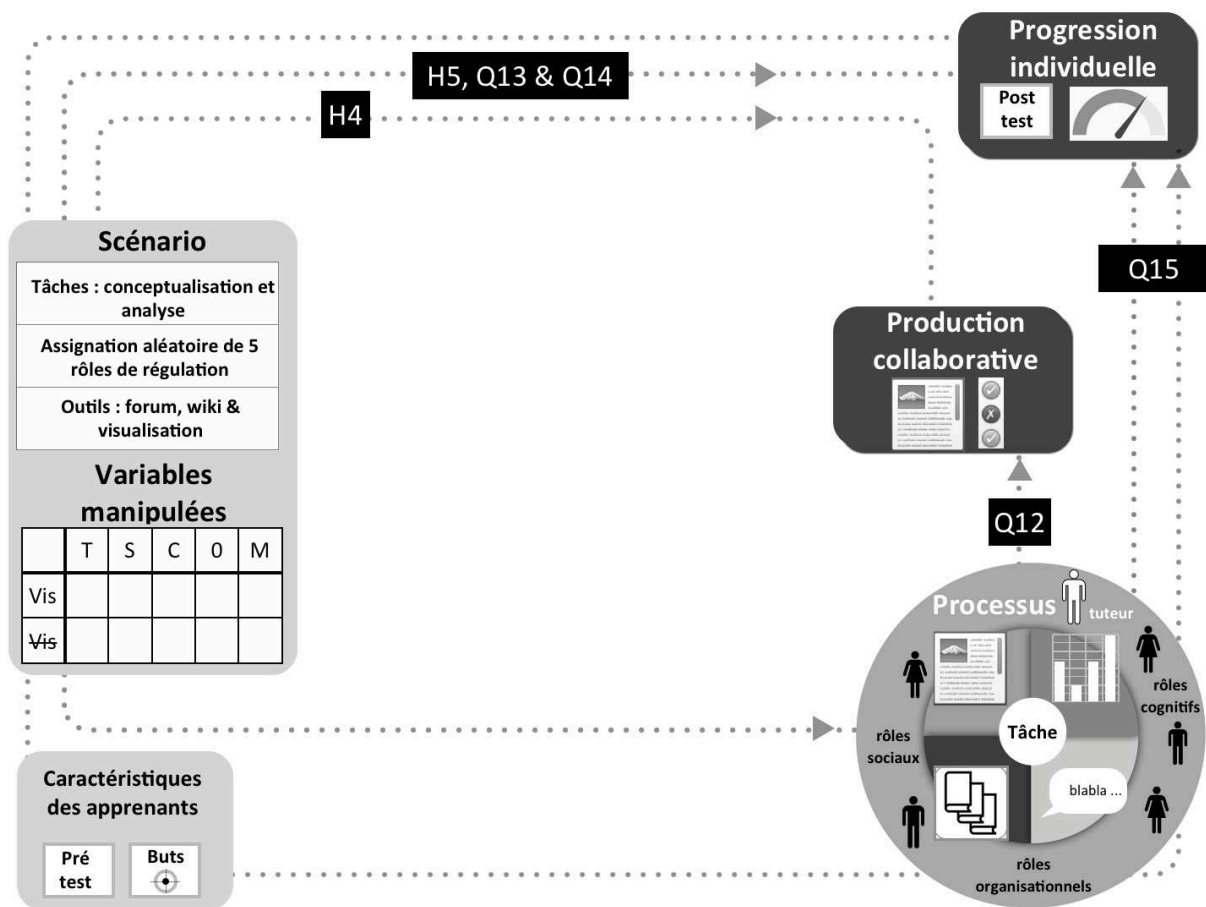 Progression
individuelle
Post
test
H5, Q13 & Q14
H4
Scénario
Tâches : conceptualisation et
analyse
Assignation aléatoire de 5
rôles de régulation
Outils : forum, wiki &
visualisation
Variables
manipulées
T S C 0 M
Vis
Vis
Q15
Production
collaborative
Q12
Processus
tuteur
rôles
cognitifs
rôles
sociaux
Tâche
blabla ...
rôles
organisationnels
Caractéristiques
des apprenants
Pré
test
Buts